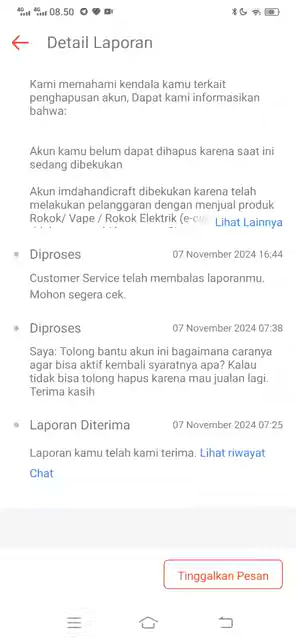 4G 4G 08.50
Detail Laporan
Kami memahami kendala kamu terkait
penghapusan akun, Dapat kami informasikan
bahwa:
Akun kamu belum dapat dihapus karena saat ini
sedang dibekukan
Akun imdahandicraft dibekukan karena telah
melakukan pelanggaran dengan menjual produk
Rokok/ Vape / Rokok Elektrik
Lihat Lainnya
Diproses 07 November 2024 16:44
Customer Service telah membalas laporanmu.
Mohon segera cek.
Diproses 07 November 2024 07:38
Saya: Tolong bantu akun ini bagaimana caranya
agar bisa aktif kembali syaratnya apa? Kalau
tidak bisa tolong hapus karena mau jualan lagi.
Terima kasih
Laporan Diterima 07 November 2024 07:25
Laporan kamu telah kami terima. Lihat riwayat
Chat
Tinggalkan Pesan